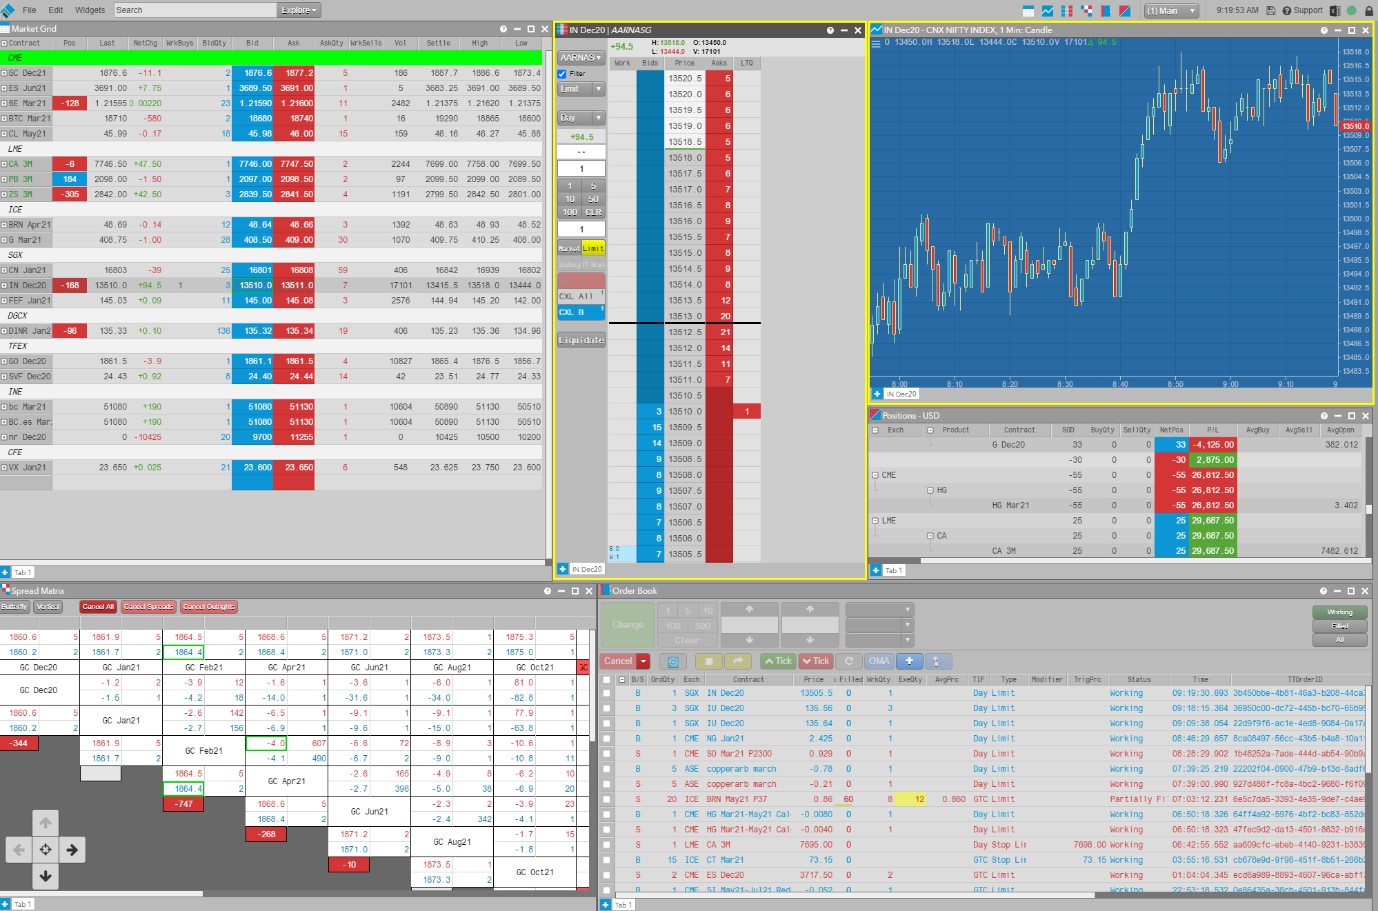 File Edit Widgets Search Explore (1) Main 9:19:53 AM Support
Market Grid
Contract Pos Last NetChg WrkBuys BidQty Bid Ask AskQty WrkSells Vol Settle High Low
CME
GC Dec21 1876.6 -11.1 2 1876.6 1877.2 5 186 1887.7 1886.6 1873.4
ES Jun21 3691.00 +7.75 5 3689.50 3691.00 1 5 3683.25 3691.00
6E Mar21 -128 1.21595 0.00220 23 1.21590 1.21600 11 2482 1.21375 1.21620 1.21375
BTC Mar21 18710 -580 2 18680 18740 1 16 19290 18865 18600
CL May21 45.99 -0.17 18 45.98 46.00 15 159 46.16 46.27 45.88
LME
CA 3M -6 7746.50 +47.50 1 7746.00 7747.50 2 2244 7699.00 7758.00 7699.50
PB 3M 184 2098.00 -1.50 1 2097.00 2098.50 2 97 2099.50 2099.00 2089.50
ZS 3M -305 2842.00 +42.50 3 2839.50 2841.50 4 1191 2799.50 2842.50 2801.00
ICE
BRN Apr21 48.69 -0.14 12 48.64 48.66 3 1392 48.83 48.93 48.52
G Mar21 408.75 -1.00 28 408.50 409.00 30 1070 409.75 410.25 408.00
SGX
CN Jan21 16803 -39 25 16801 16808 59 406 16842 16939 16802
IN Dec20 -168 13510.0 +94.5 1 3 13510.0 13511.0 7 17101 13415.5 13518.0 13444.0
FEF Jan21 145.03 +0.09 11 145.00 145.08 3 2576 144.94 145.20 142.00
DGCX
DINR Jan2 -96 135.33 +0.10 136 135.32 135.34 19 406 135.23 135.36 134.96
TFEX
GO Dec20 1861.5 -3.9 1 1861.1 1861.5 4 10827 1865.4 1876.5 1856.7
SVF Dec20 24.43 +0.92 8 24.40 24.44 14 42 23.51 24.77 24.33
INE
bc Mar21 51080 +190 1 51080 51130 1 10604 50890 51130 50510
BC.es Mar 51080 +190 1 51080 51130 1 10604 50890 51130 50510
nr Dec20 0 -10425 20 9700 11255 1 0 10425 10500 10200
CFE
VX Jan21 23.650 +0.025 21 23.600 23.650 6 548 23.625 23.750 23.600
Tab 1
IN Dec20 | AARNASG
+94.5 H: 13518.0 O: 13450.0
L: 13444.0 V: 17101
Work Bids Price Asks LTQ
AARNAS
Filter
Limit
Day
+94.5
--
1
1 5
10 50
100 CLR
1
Market Limit
CXL All 1
CXL B 1
Liquidate
13520.5 5
13520.0 6
13519.5 6
13519.0 6
13518.5 5
13518.0 5
13517.5 6
13517.0 7
13516.5 8
13516.0 9
13515.5 7
13515.0 8
13514.5 9
13514.0 8
13513.5 12
13513.0 20
13512.5 21
13512.0 14
13511.5 11
13511.0 7
13510.5
3 13510.0 1
15 13509.5
14 13509.0
9 13508.5
8 13508.0
9 13507.5
8 13507.0
7 13506.5
8 13506.0
B:0 W:1 7 13505.5
IN Dec20
IN Dec20 - CNX NIFTY INDEX, 1 Min: Candle
O 13450.0H 13518.0L 13444.0C 13510.0V 17101 94.5
13518.0
13516.5
13515.0
13513.5
13512.0
13510.0
13509.0
13507.5
13506.0
13504.5
13503.0
13501.5
13500.0
13498.5
13497.0
13495.5
13494.0
13492.5
13491.0
13489.5
13488.0
13486.5
13485.0
13483.5
8:00 8:10 8:20 8:30 8:40 8:50 9:00 9:10 9
IN Dec20
Positions - USD
Exch Product Contract SOD BuyQty SellQty NetPos P/L AvgBuy AvgSell AvgOpen
G Dec20 33 0 0 33 -4,125.00 382.012
-30 0 0 -30 2,875.00
CME -55 0 0 -55 26,812.50
HG -55 0 0 -55 26,812.50
HG Mar21 -55 0 0 -55 26,812.50 3.402
LME 25 0 0 25 29,687.50
CA 25 0 0 25 29,687.50
CA 3M 25 0 0 25 29,687.50 7482.612
Tab 1
Spread Matrix
Butterfly Vertical Cancel All Cancel Spreads Cancel Outrights
1860.6 5 1861.9 5 1864.5 5 1868.6 5 1871.2 2 1873.5 1 1875.3 5
1860.2 2 1861.7 2 1864.4 2 1868.4 2 1871.0 2 1873.3 2 1875.0 1
GC Dec20 GC Jan21 GC Feb21 GC Apr21 GC Jun21 GC Aug21 GC Oct21 GC
GC Dec20 -1.2 2 -3.9 12 -1.6 1 -3.6 1 -6.0 1 81.0 1
-1.5 1 -4.2 18 -14.0 1 -31.6 1 -34.0 1 -82.8 1
1860.6 5 GC Jan21 -2.6 142 -6.5 1 -9.1 1 -9.1 1 77.9 1
1860.2 2 -2.7 156 -6.9 1 -9.6 1 -15.0 1 -63.8 1
-344 1861.9 5 GC Feb21 -4.0 607 -6.6 72 -8.9 3 -10.6 1
1861.7 2 -4.1 490 -6.7 2 -9.0 1 -10.8 11
1864.5 5 GC Apr21 -2.6 165 -4.9 8 -6.2 10
1864.4 2 -2.7 396 -5.0 38 -6.9 20
-747 1868.6 5 GC Jun21 -2.3 2 -3.9 23
1868.4 2 -2.4 342 -4.1 1
-268 1871.2 2 GC Aug21 -1.7 15
1871.0 2 -1.8 1
-10 1873.5 1 GC Oct21
1873.3 2
Tab 1
Order Book
Change 1 5 10
100 500
Clear
Working
Filled
All
Cancel Tick Tick OMA
B/S OrdQty Exch Contract Price Filled WrkQty ExeQty AvgPrc TIF Type Modifier TrigPrc Status Time TTOrderID
B 1 SGX IN Dec20 13505.5 0 1 Day Limit Working 09:19:30.693 3b450bbe-4b81-46a3-b208-44ca
B 3 SGX IU Dec20 135.56 0 3 Day Limit Working 09:18:15.364 36950c00-dc72-445b-bc70-65b9
B 1 SGX IU Dec20 135.64 0 1 Day Limit Working 09:09:38.054 22d9f9f6-ac1e-4ed8-9084-0a17
B 1 CME NG Jan21 2.425 0 1 Day Limit Working 08:46:29.657 8ca08497-56cc-43b5-b4a8-10a1
S 1 CME SO Mar21 P2300 0.929 0 1 Day Limit Working 08:28:29.902 1b48252a-7ade-444d-ab54-90b9
B 5 ASE copperarb march -0.78 0 5 Day Limit Working 07:39:25.219 22202f04-0900-47b9-b13d-8adf
S 5 ASE copperarb march -0.21 0 5 Day Limit Working 07:39:00.990 927d486f-fc6a-4bc2-9680-f6f0
S 20 ICE BRN May21 P37 0.86 60 8 12 0.860 GTC Limit Partially Fi 07:03:12.231 6e5c7da5-3393-4e35-9de7-c4ae
B 1 CME HG Mar21-May21 Cal -0.0080 0 1 Day Limit Working 06:50:18.326 64ff4a92-5976-4bf2-bc83-852d
S 1 CME HG Mar21-May21 Cal -0.0040 0 1 Day Limit Working 06:50:18.323 47fec9d2-da13-4501-8632-b916
S 1 LME CA 3M 7695.00 0 1 Day Stop Lir 7698.00 Working 06:42:55.552 aa609cfc-ebeb-4140-9231-b383
B 15 ICE CT Mar21 73.15 0 15 GTC Stop Lir 73.15 Working 03:55:16.531 cb678e9d-9f98-451f-8b51-286b
S 2 CME ES Dec20 3717.50 0 2 GTC Limit Working 01:04:04.345 ecd6a989-8893-4607-96ca-abf1
B 1 CME SI May21-Jul21 Red -0.052 0 1 GTC Limit Working 22:53:18.532
Tab 1